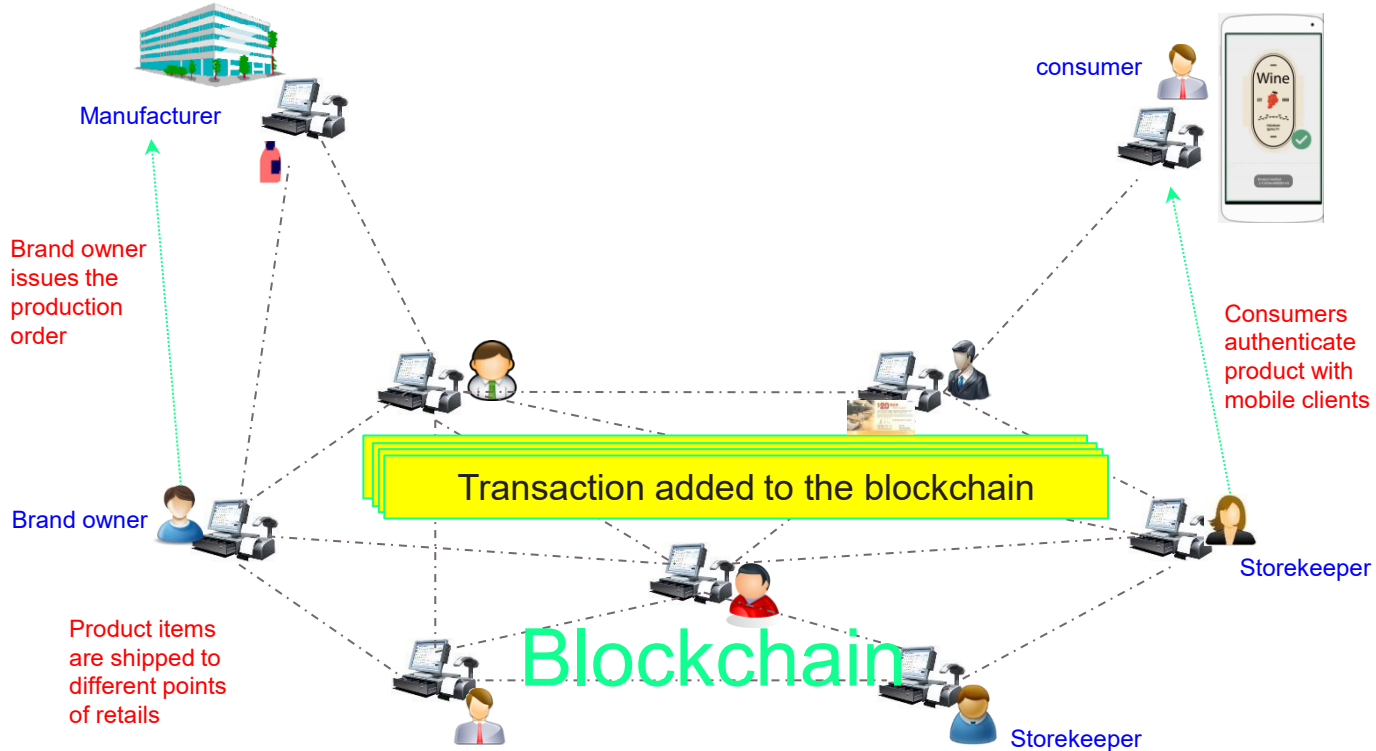 consumer
Wine
Manufacturer
Brand owner
issues the
production
order
Consumers
authenticate
product with
mobile clients
Transaction added to the blockchain
Brand owner
Storekeeper
Product items
are shipped to
different points
of retails
Blockchain
Storekeeper